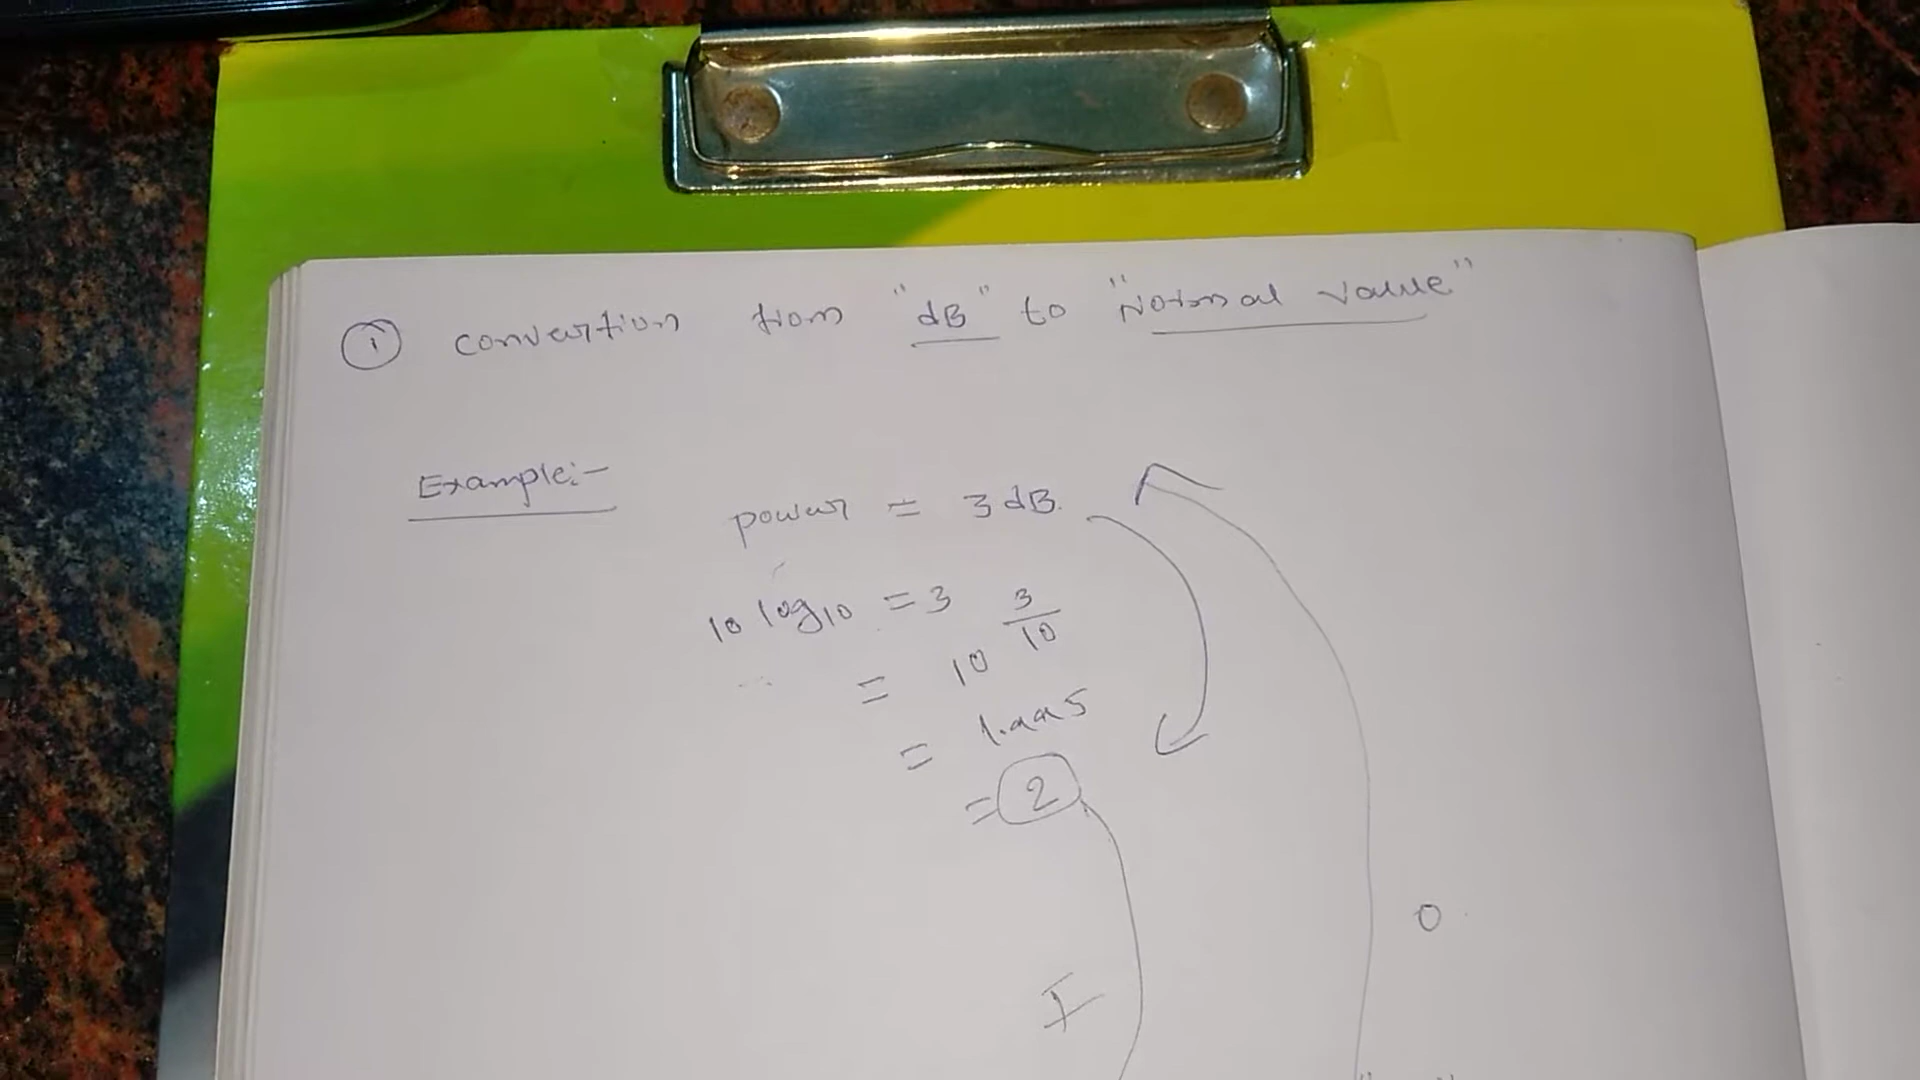 ① convertion from "dB" to "Normal value"
Example:-
power = 3 dB.
10 log10 = 3
= 10 3/10
= 1.995
= 2
I
O